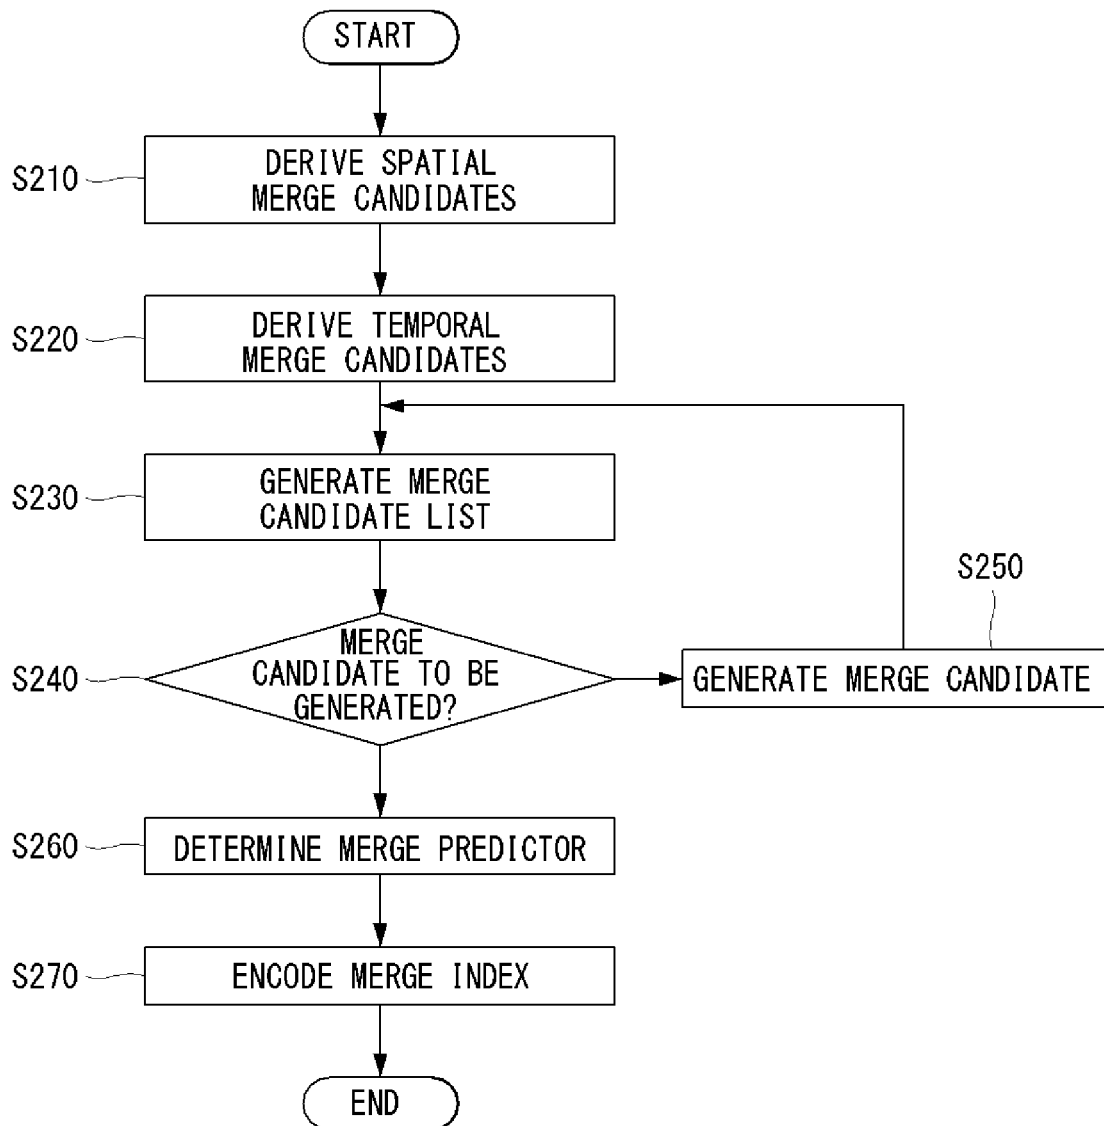 START
S210
DERIVE SPATIAL
MERGE CANDIDATES
S220
DERIVE TEMPORAL
MERGE CANDIDATES
S230
GENERATE MERGE
CANDIDATE LIST
S240
MERGE
CANDIDATE TO BE
GENERATED?
S250
GENERATE MERGE CANDIDATE
S260
DETERMINE MERGE PREDICTOR
S270
ENCODE MERGE INDEX
END